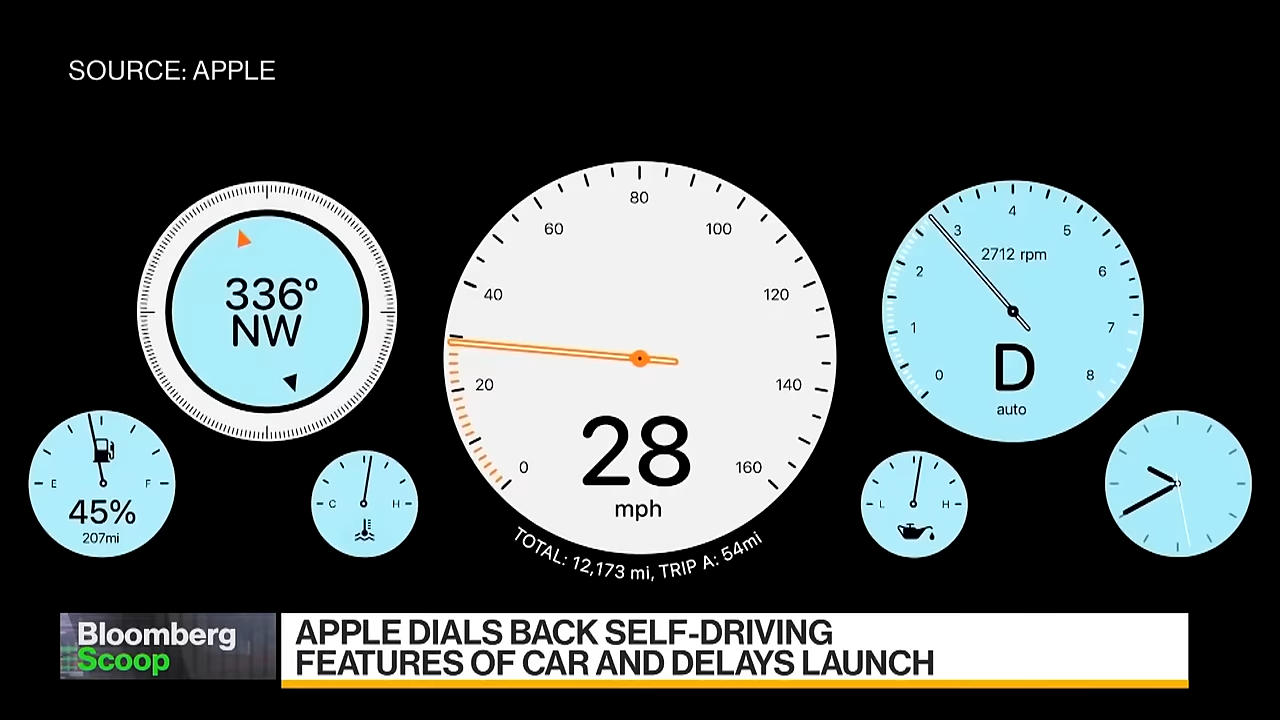 SOURCE: APPLE
336°
NW
E
F
45%
207mi
C
H
0
20
40
60
80
100
120
140
160
28
mph
TOTAL: 12,173 mi, TRIP A: 54mi
0
1
2
3
4
5
6
7
8
2712 rpm
D
auto
L
H
Bloomberg
Scoop
APPLE DIALS BACK SELF-DRIVING
FEATURES OF CAR AND DELAYS LAUNCH